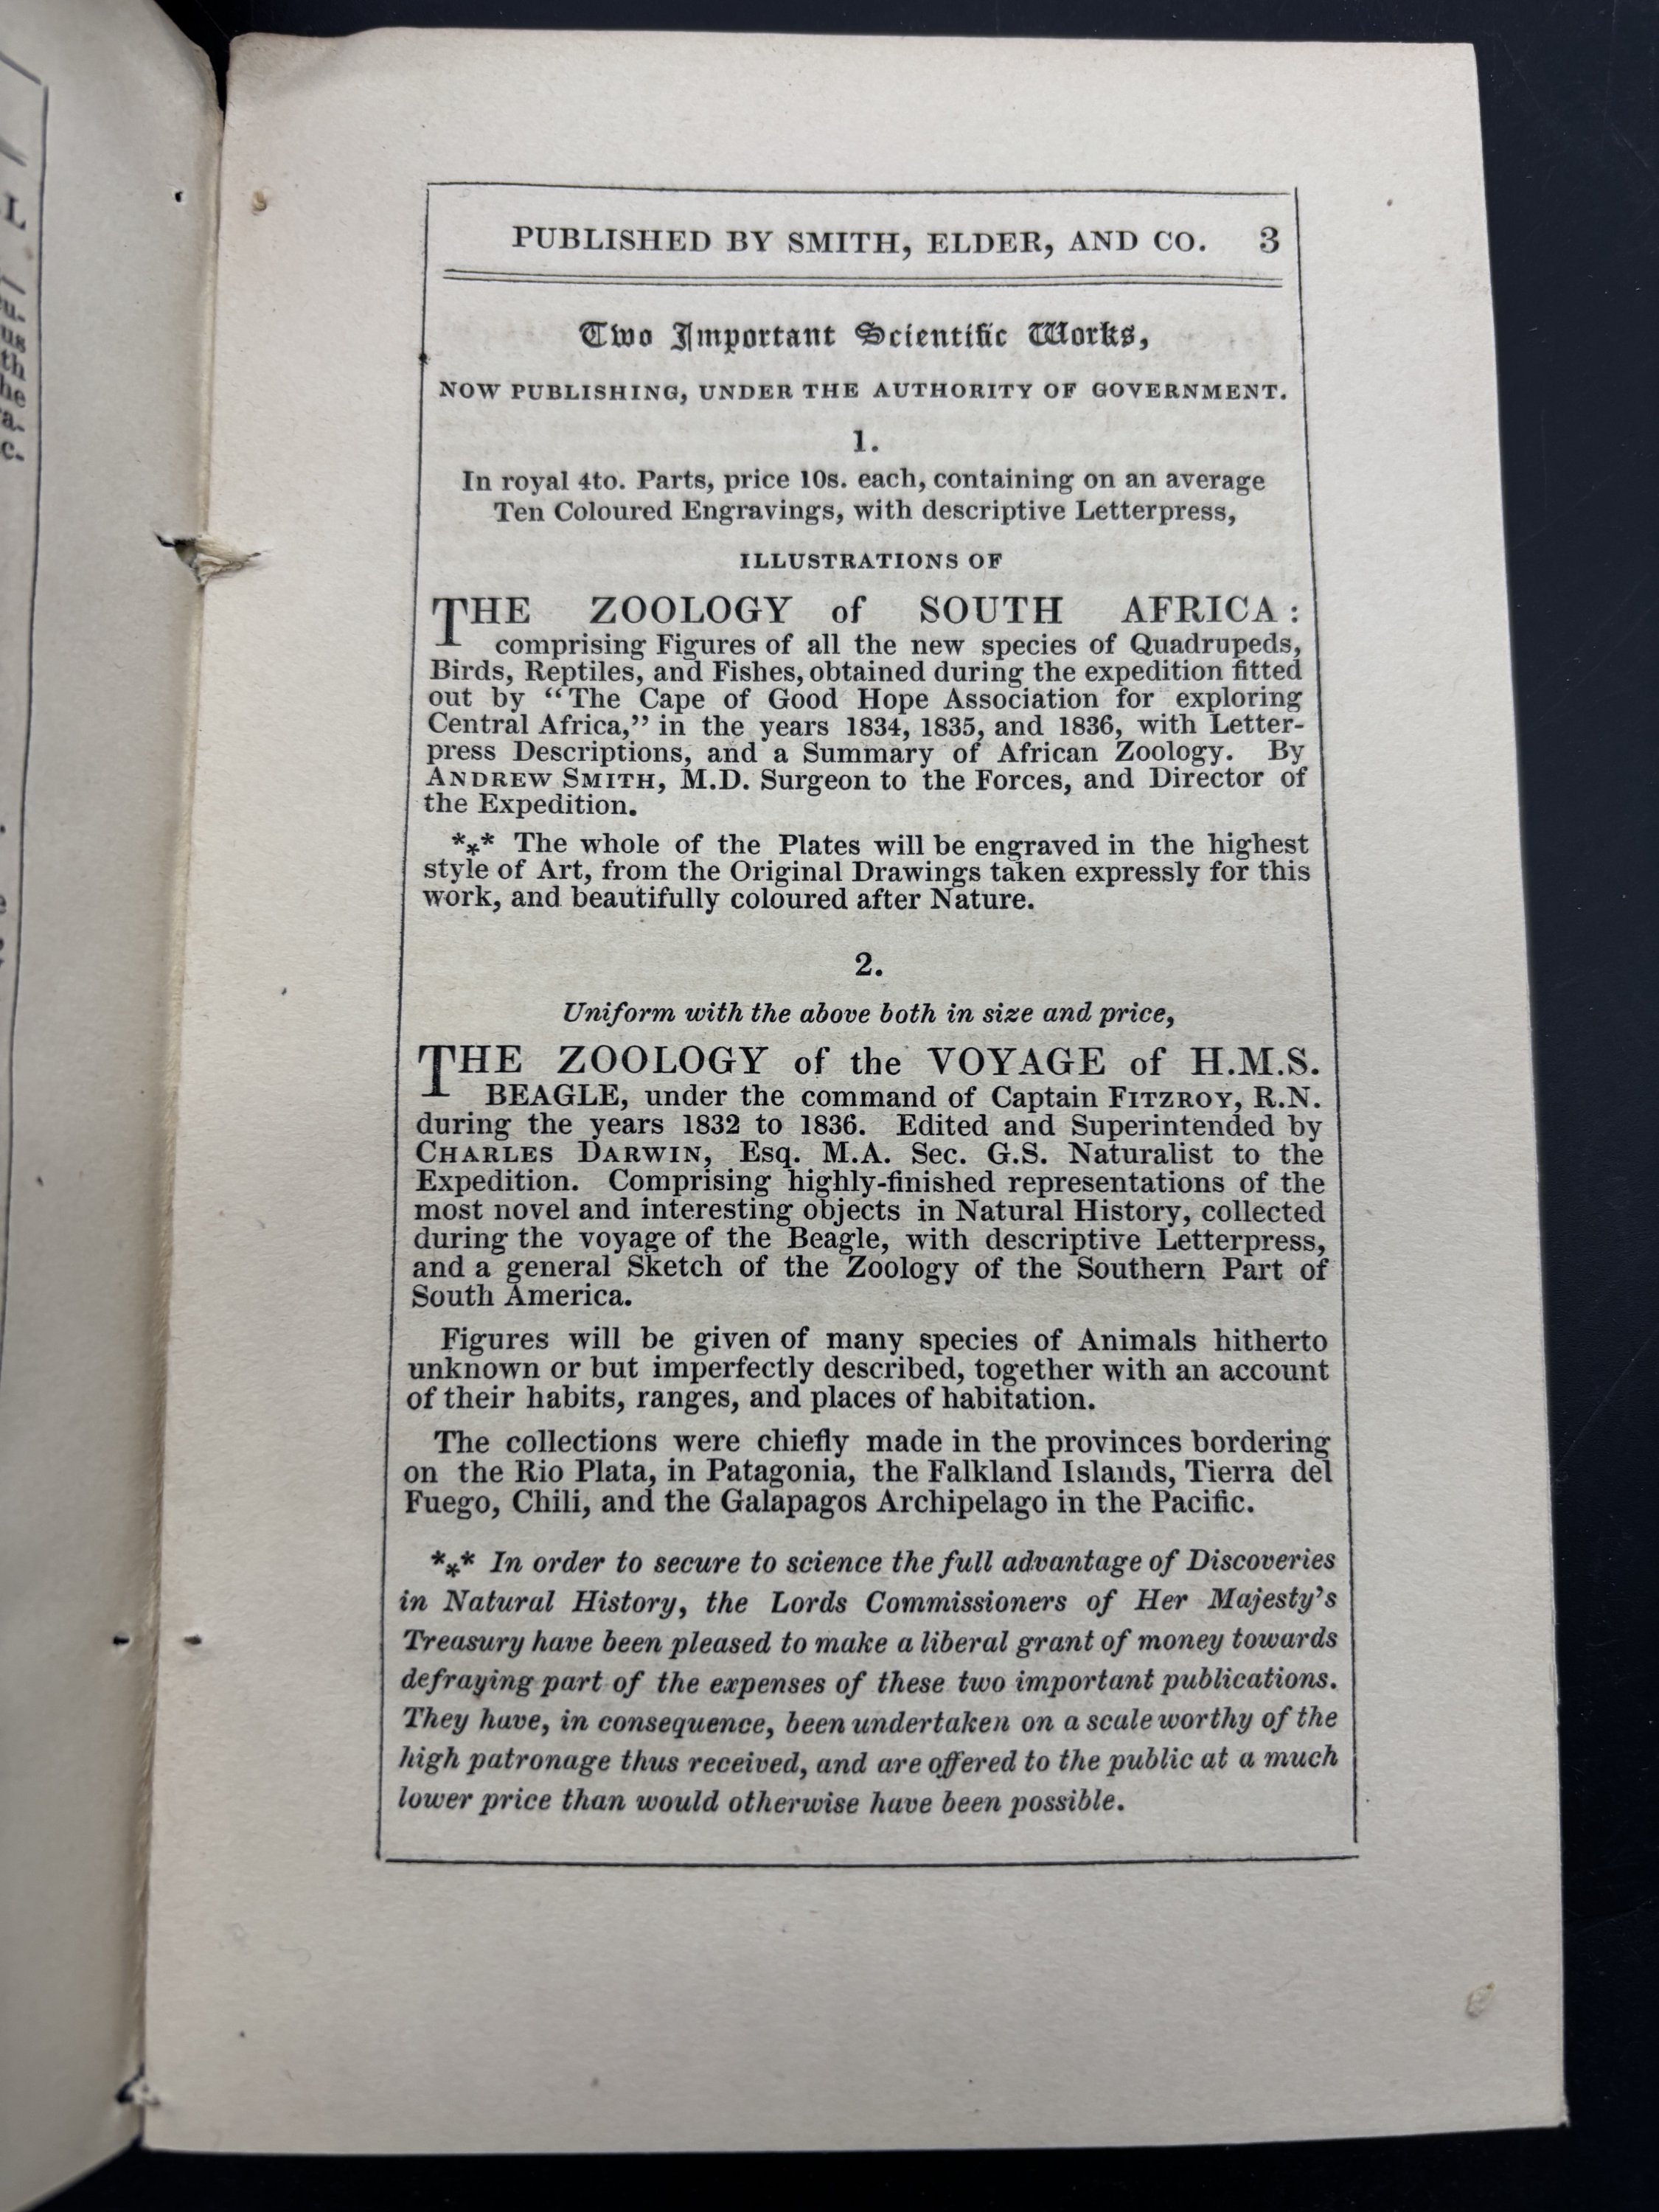 PUBLISHED BY SMITH, ELDER, AND CO. 3
Two Important Scientific Works,
NOW PUBLISHING, UNDER THE AUTHORITY OF GOVERNMENT.
1.
In royal 4to. Parts, price 10s. each, containing on an average
Ten Coloured Engravings, with descriptive Letterpress,
ILLUSTRATIONS OF
THE ZOOLOGY of SOUTH AFRICA:
comprising Figures of all the new species of Quadrupeds,
Birds, Reptiles, and Fishes, obtained during the expedition fitted
out by “The Cape of Good Hope Association for exploring
Central Africa,” in the years 1834, 1835, and 1836, with Letter-
press Descriptions, and a Summary of African Zoology. By
ANDREW SMITH, M.D. Surgeon to the Forces, and Director of
the Expedition.
*⁎* The whole of the Plates will be engraved in the highest
style of Art, from the Original Drawings taken expressly for this
work, and beautifully coloured after Nature.
2.
Uniform with the above both in size and price,
THE ZOOLOGY of the VOYAGE of H.M.S.
BEAGLE, under the command of Captain FITZROY, R.N.
during the years 1832 to 1836. Edited and Superintended by
CHARLES DARWIN, Esq. M.A. Sec. G.S. Naturalist to the
Expedition. Comprising highly-finished representations of the
most novel and interesting objects in Natural History, collected
during the voyage of the Beagle, with descriptive Letterpress,
and a general Sketch of the Zoology of the Southern Part of
South America.
Figures will be given of many species of Animals hitherto
unknown or but imperfectly described, together with an account
of their habits, ranges, and places of habitation.
The collections were chiefly made in the provinces bordering
on the Rio Plata, in Patagonia, the Falkland Islands, Tierra del
Fuego, Chili, and the Galapagos Archipelago in the Pacific.
*⁎* In order to secure to science the full advantage of Discoveries
in Natural History, the Lords Commissioners of Her Majesty's
Treasury have been pleased to make a liberal grant of money towards
defraying part of the expenses of these two important publications.
They have, in consequence, been undertaken on a scale worthy of the
high patronage thus received, and are offered to the public at a much
lower price than would otherwise have been possible.